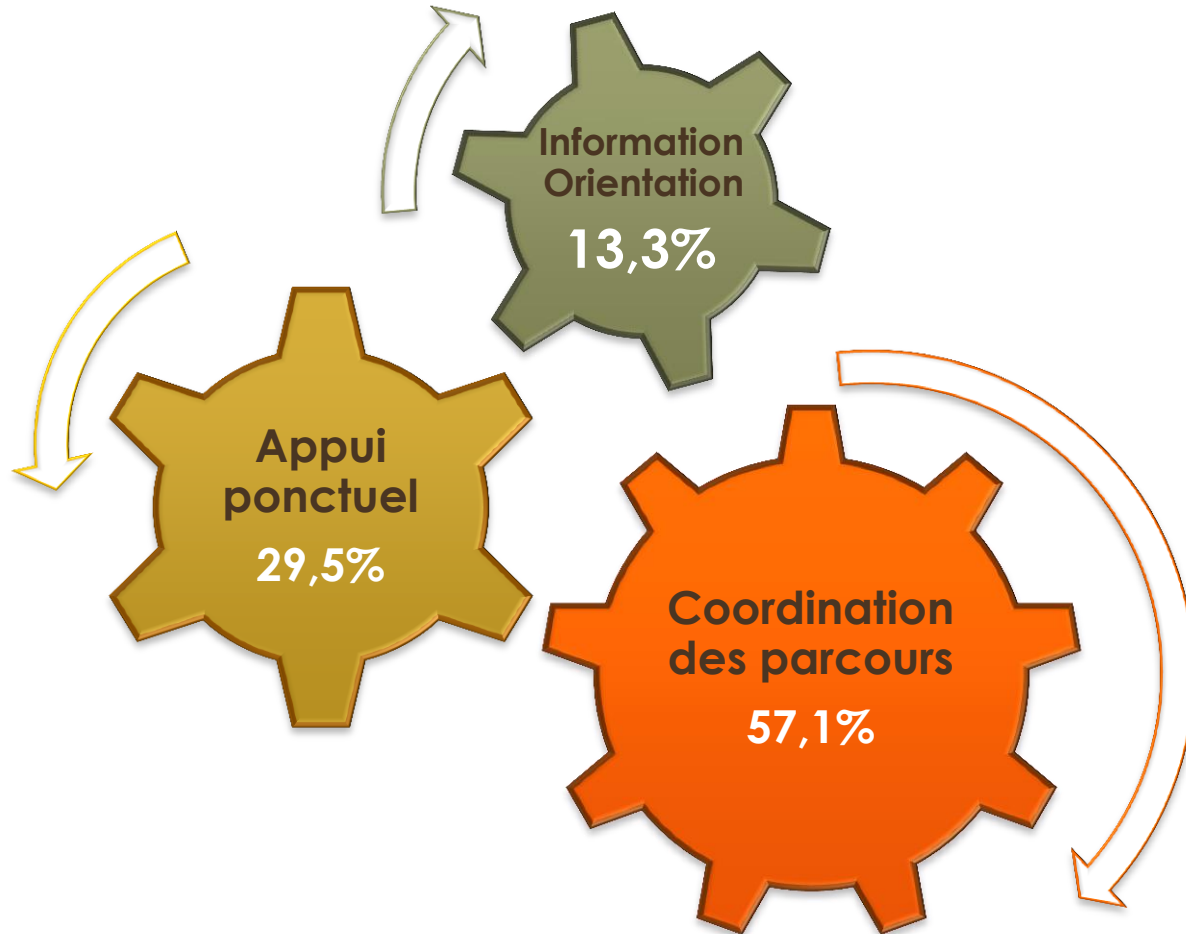 Information
Orientation
13,3%
Appui
ponctuel
29,5%
Coordination
des parcours
57,1%